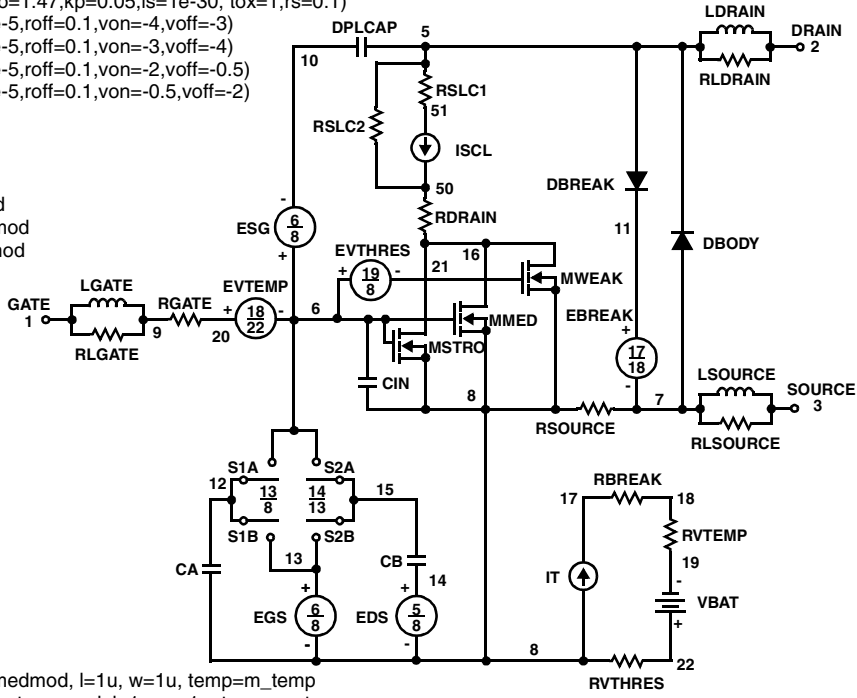 o=1.47,kp=0.05,is=1e-30, tox=1,rs=0.1)
-5,roff=0.1,von=-4,voff=-3)
-5,roff=0.1,von=-3,voff=-4)
-5,roff=0.1,von=-2,voff=-0.5)
-5,roff=0.1,von=-0.5,voff=-2)
LDRAIN
DPLCAP 5 DRAIN
10 2
RLDRAIN
RSLC1
51
RSLC2
ISCL
50
DBREAK
d
mod
nod
RDRAIN
- 6 8 +
ESG
11
DBODY
EVTHRES
+ 19 8 -
21
16
MWEAK
LGATE
EVTEMP
GATE
1
RGATE
+ 18 22 -
6
MMED
EBREAK
+
9
20
RLGATE
MSTRO
17 18
-
LSOURCE
CIN
8
7
SOURCE
3
RSOURCE
RLSOURCE
12
S1A
S2A
13 8
14 13
15
S1B
S2B
13
RBREAK
17
18
RVTEMP
CA
CB
14
19
IT
-
VBAT
+
EGS
+ 6 8 -
EDS
+ 5 8 -
8
22
RVTHRES
medmod, l=1u, w=1u, temp=m_temp